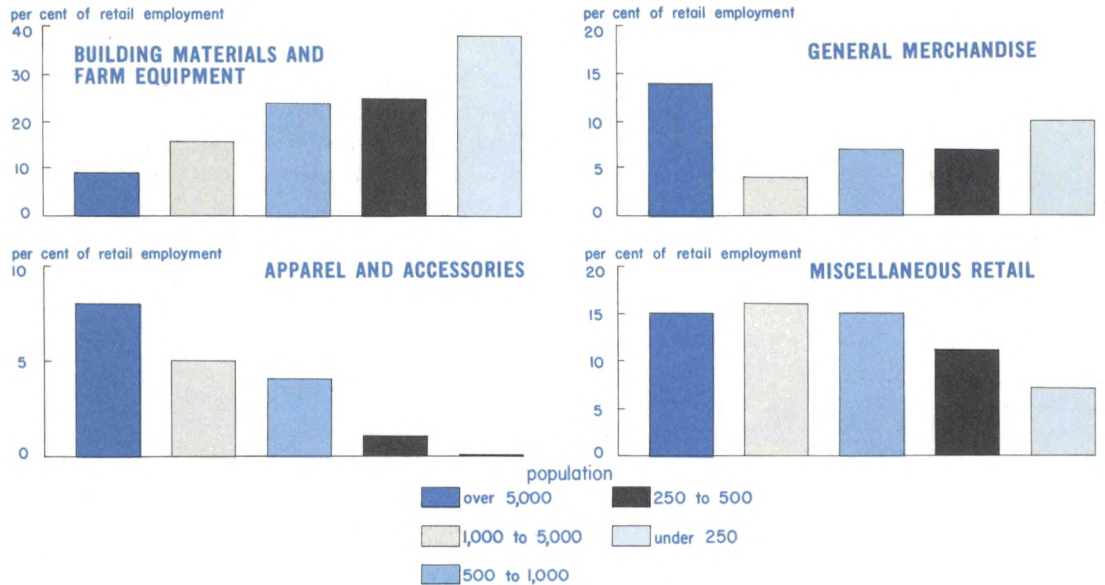 per cent of retail employment
40
30
20
10
0
BUILDING MATERIALS AND
FARM EQUIPMENT
per cent of retail employment
20
15
10
5
0
GENERAL MERCHANDISE
per cent of retail employment
10
5
0
APPAREL AND ACCESSORIES
per cent of retail employment
20
15
10
5
0
MISCELLANEOUS RETAIL
population
over 5,000
1,000 to 5,000
500 to 1,000
250 to 500
under 250